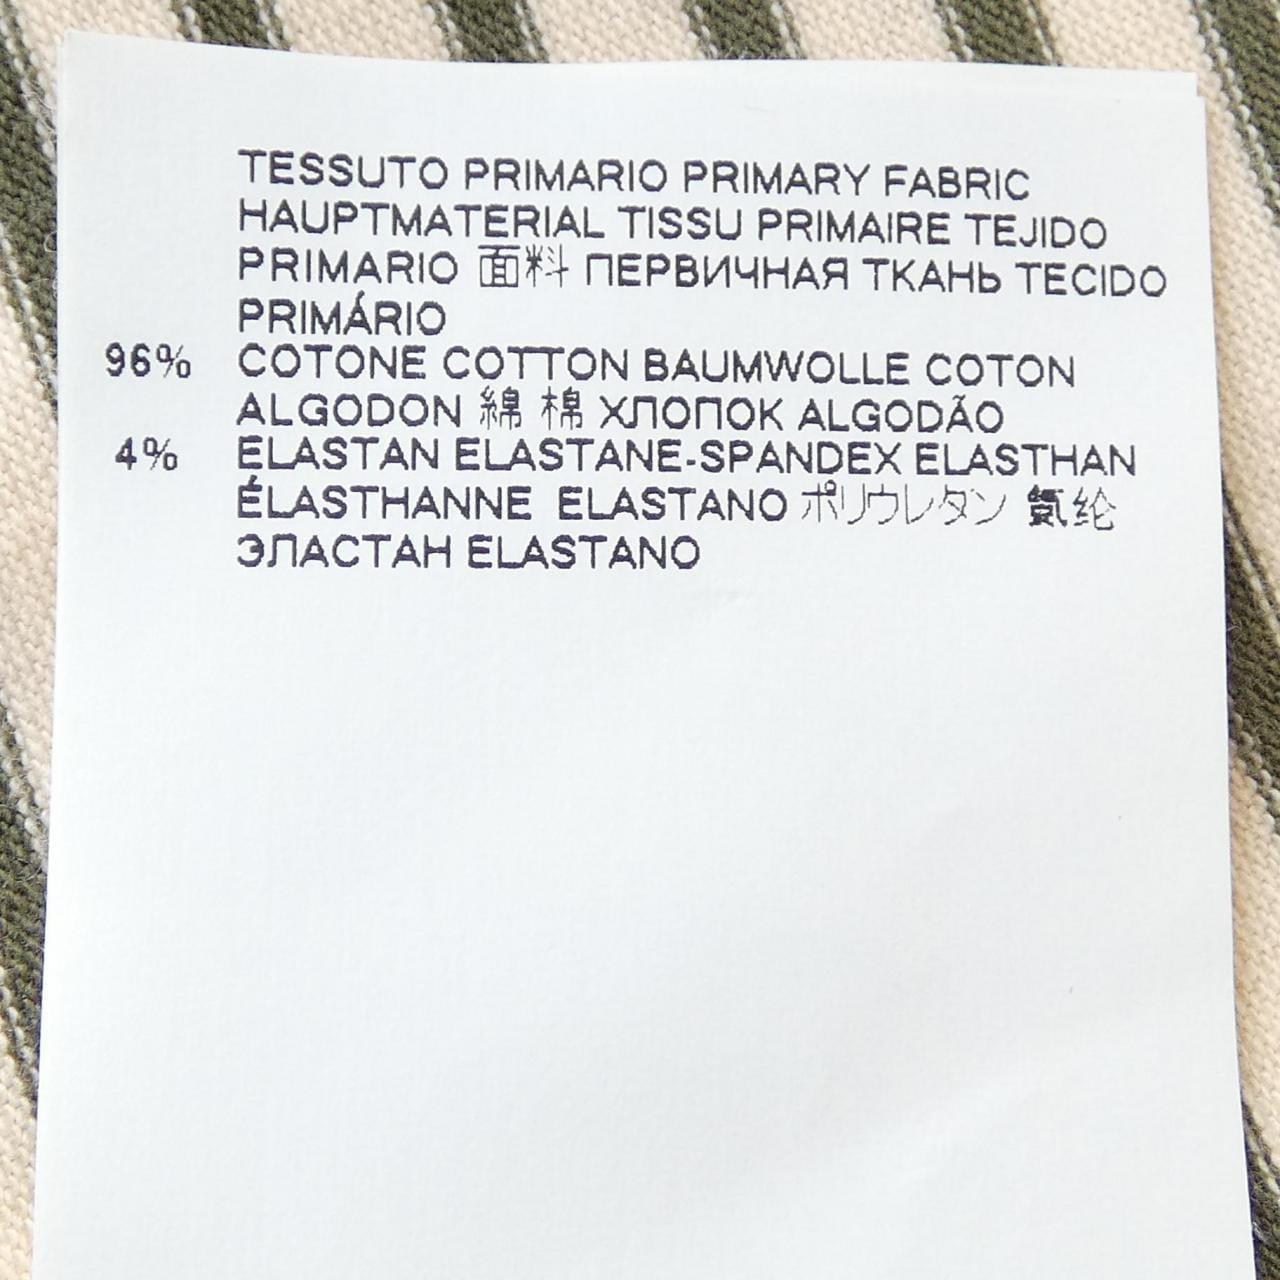 TESSUTO PRIMARIO PRIMARY FABRIC
HAUPTMATERIAL TISSU PRIMAIRE TEJIDO
PRIMARIO 面料 ПЕРВИЧНАЯ ТКАНЬ TECIDO
PRIMÁRIO
96% COTONE COTTON BAUMWOLLE COTON
ALGODON 綿 棉 ХЛОПОК ALGODÃO
4% ELASTAN ELASTANE-SPANDEX ELASTHAN
ÉLASTHANNE ELASTANO ポリウレタン 氨纶
ЭЛАСТАН ELASTANO